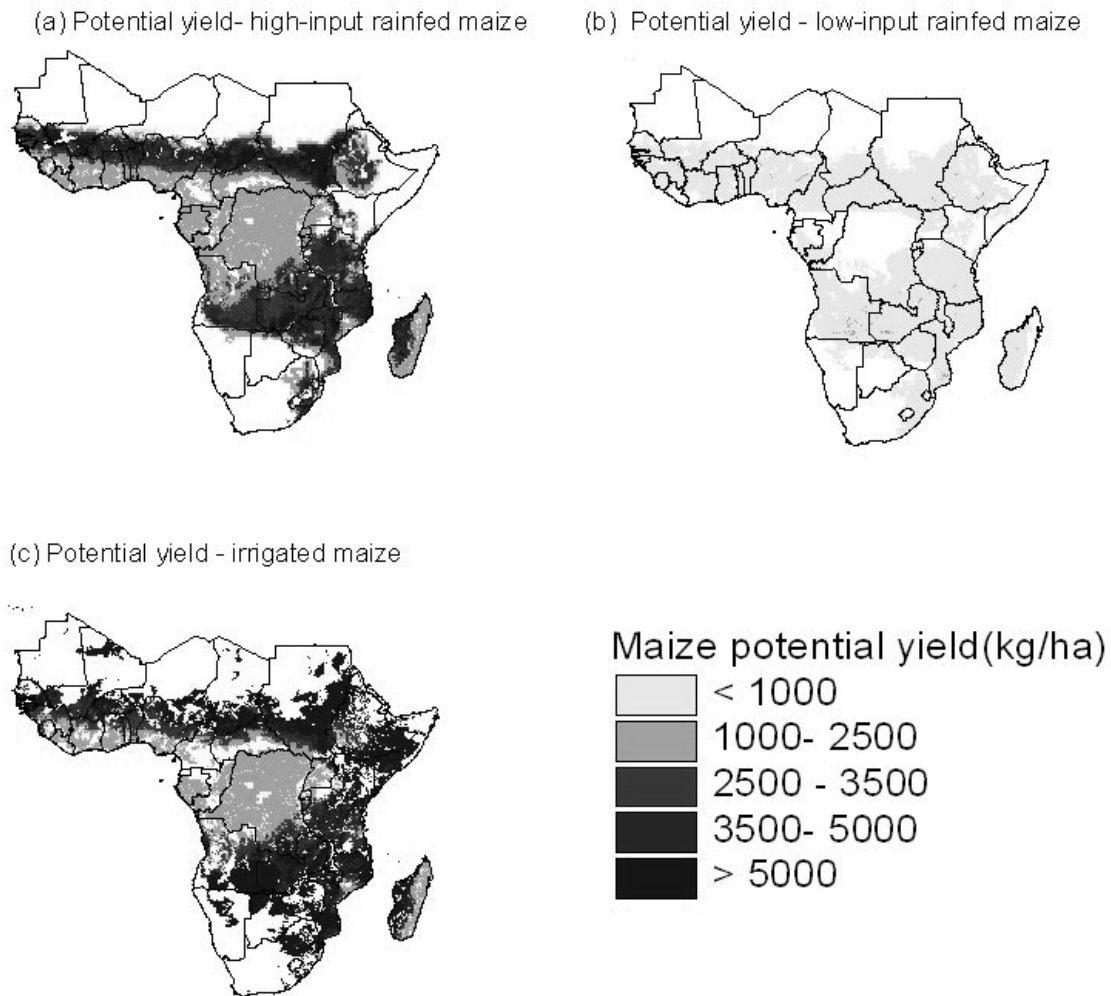 (a) Potential yield- high-input rainfed maize
(b) Potential yield - low-input rainfed maize
(c) Potential yield - irrigated maize
Maize potential yield(kg/ha)
< 1000
1000- 2500
2500 - 3500
3500- 5000
> 5000